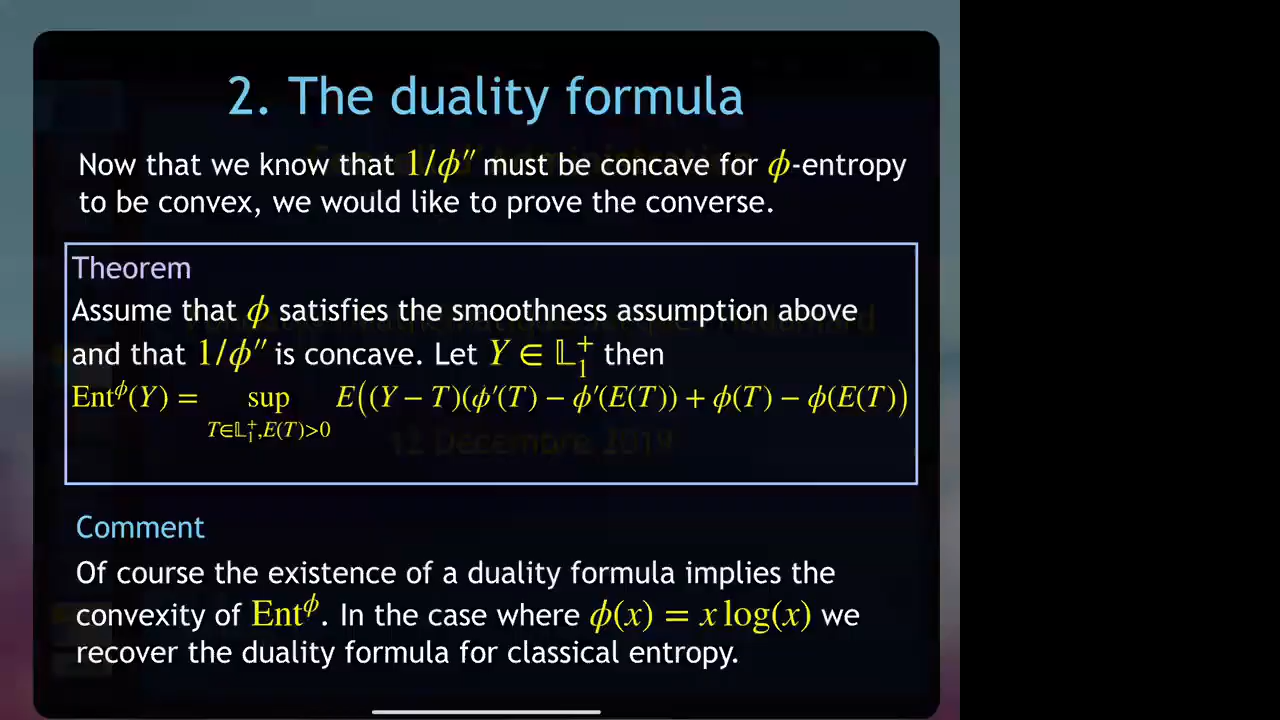 2. The duality formula
Now that we know that 1/ϕ″ must be concave for ϕ-entropy
to be convex, we would like to prove the converse.
Theorem
Assume that ϕ satisfies the smoothness assumption above
and that 1/ϕ″ is concave. Let Y ∈ 𝕃₁⁺ then
Ent^ϕ(Y) = sup E((Y − T)(ϕ′(T) − ϕ′(E(T)) + ϕ(T) − ϕ(E(T))
T∈𝕃₁⁺,E(T)>0
12 Decembre 2019
Comment
Of course the existence of a duality formula implies the
convexity of Ent^ϕ. In the case where ϕ(x) = x log(x) we
recover the duality formula for classical entropy.